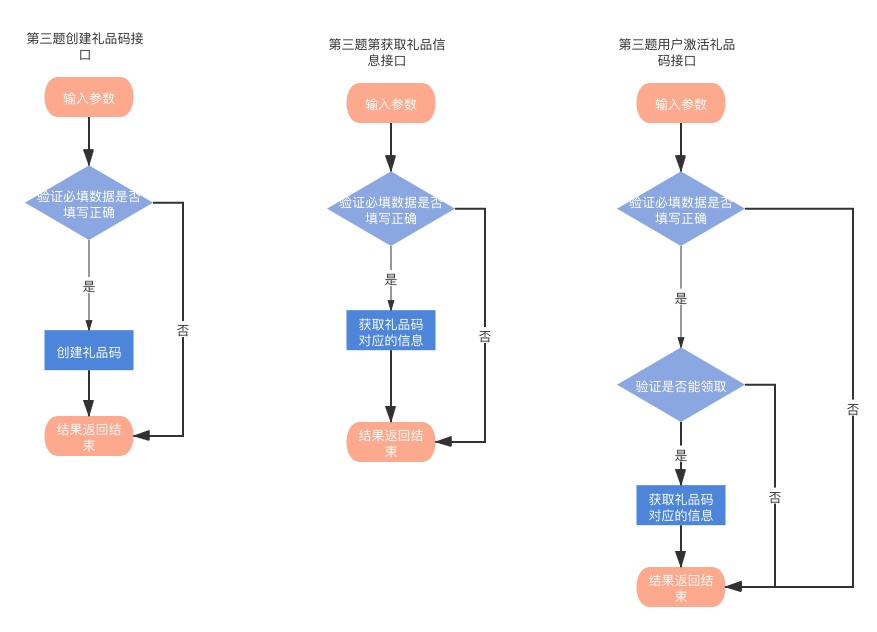 第三题创建礼品码接
口
输入参数
验证必填数据是否
填写正确
是
否
创建礼品码
结果返回结
束
第三题第获取礼品信
息接口
输入参数
验证必填数据是否
填写正确
是
获取礼品码
对应的信息
否
结果返回结
束
第三题用户激活礼品
码接口
输入参数
验证必填数据是否
填写正确
是
验证是否能领取
否
是
获取礼品码
对应的信息
否
结果返回结
束